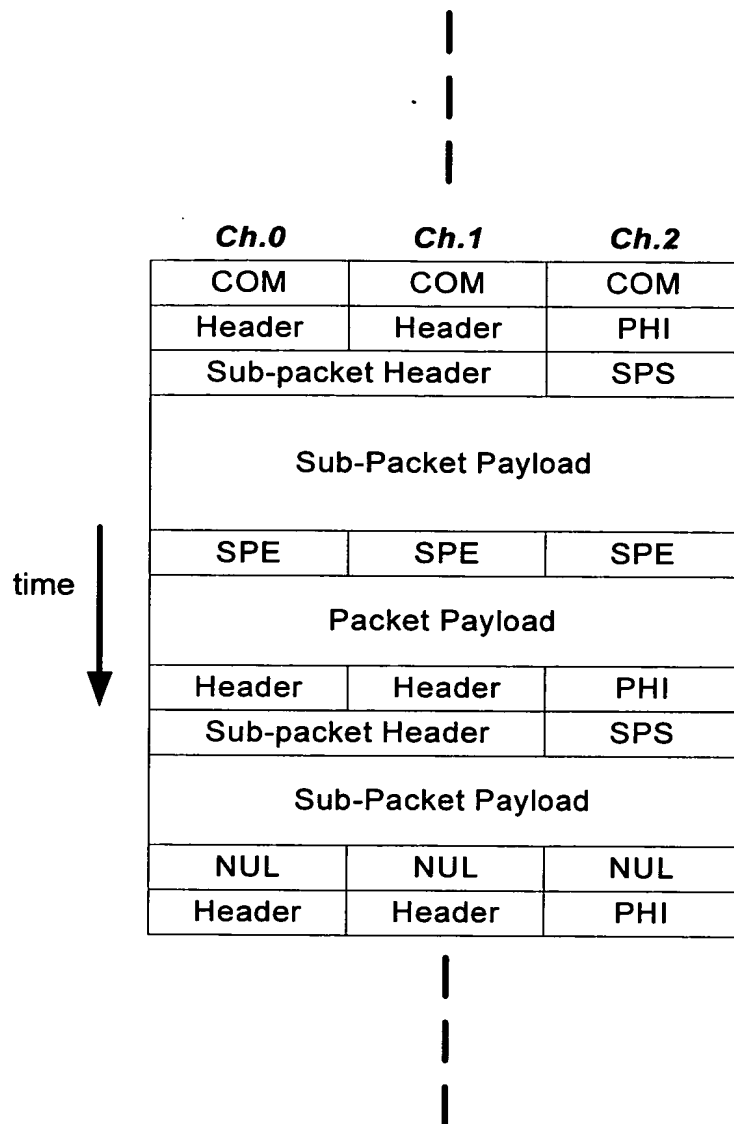 Ch.0 Ch.1 Ch.2
COM COM COM
Header Header PHI
Sub-packet Header SPS
Sub-Packet Payload
SPE SPE SPE
time
Packet Payload
Header Header PHI
Sub-packet Header SPS
Sub-Packet Payload
NUL NUL NUL
Header Header PHI